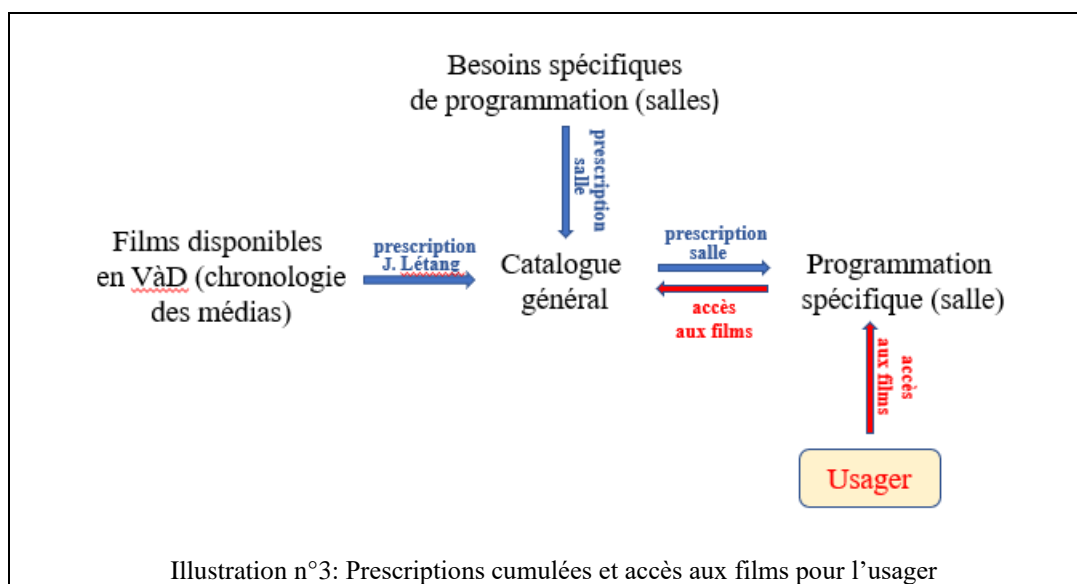 Besoins spécifiques
de programmation (salles)
prescription
salle
Films disponibles
en VàD (chronologie
des médias)
prescription
J. Létang
Catalogue
général
prescription
salle
accès
aux films
Programmation
spécifique (salle)
accès
aux films
Usager
Illustration n°3: Prescriptions cumulées et accès aux films pour l’usager